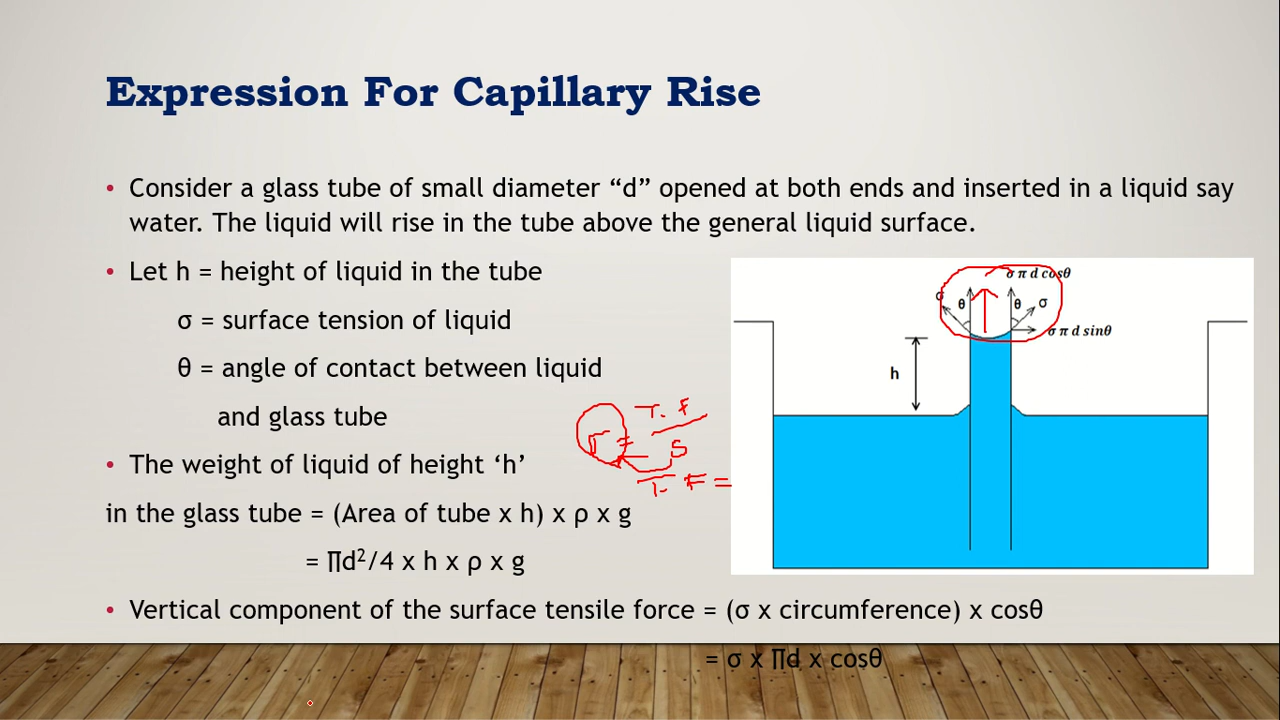 Expression For Capillary Rise
• Consider a glass tube of small diameter “d” opened at both ends and inserted in a liquid say
water. The liquid will rise in the tube above the general liquid surface.
• Let h = height of liquid in the tube
σ = surface tension of liquid
θ = angle of contact between liquid
and glass tube
• The weight of liquid of height ‘h’
in the glass tube = (Area of tube x h) x ρ x g
= ∏d²/4 x h x ρ x g
• Vertical component of the surface tensile force = (σ x circumference) x cosθ
= σ x ∏d x cosθ
σ π d cosθ
σ θ θ σ
σ π d sinθ
h
T. F
= S
T. F =